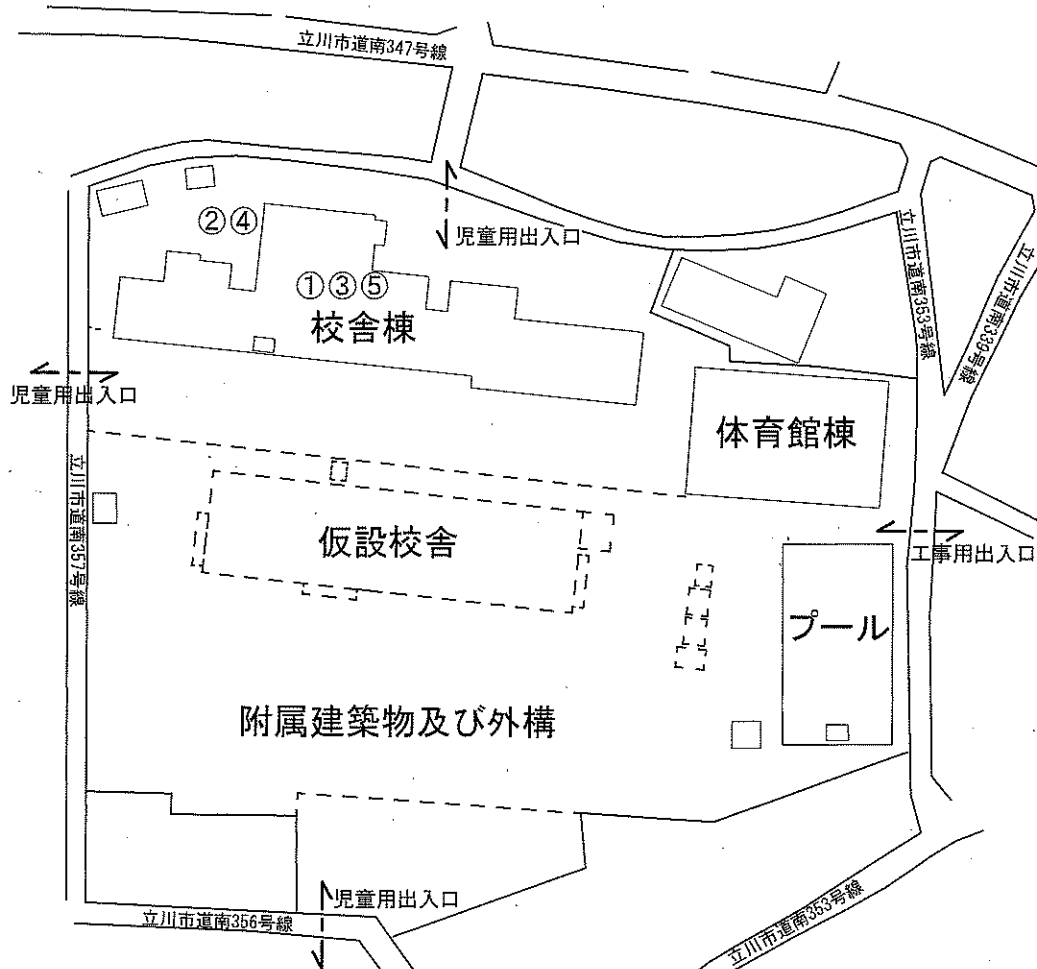 立川市道南347号線
②④
児童用出入口
①③⑤
校舎棟
立川市道南353号線
立川市道南339号線
児童用出入口
体育館棟
立川市道南357号線
仮設校舎
工事用出入口
プール
附属建築物及び外構
児童用出入口
立川市道南356号線
立川市道南353号線